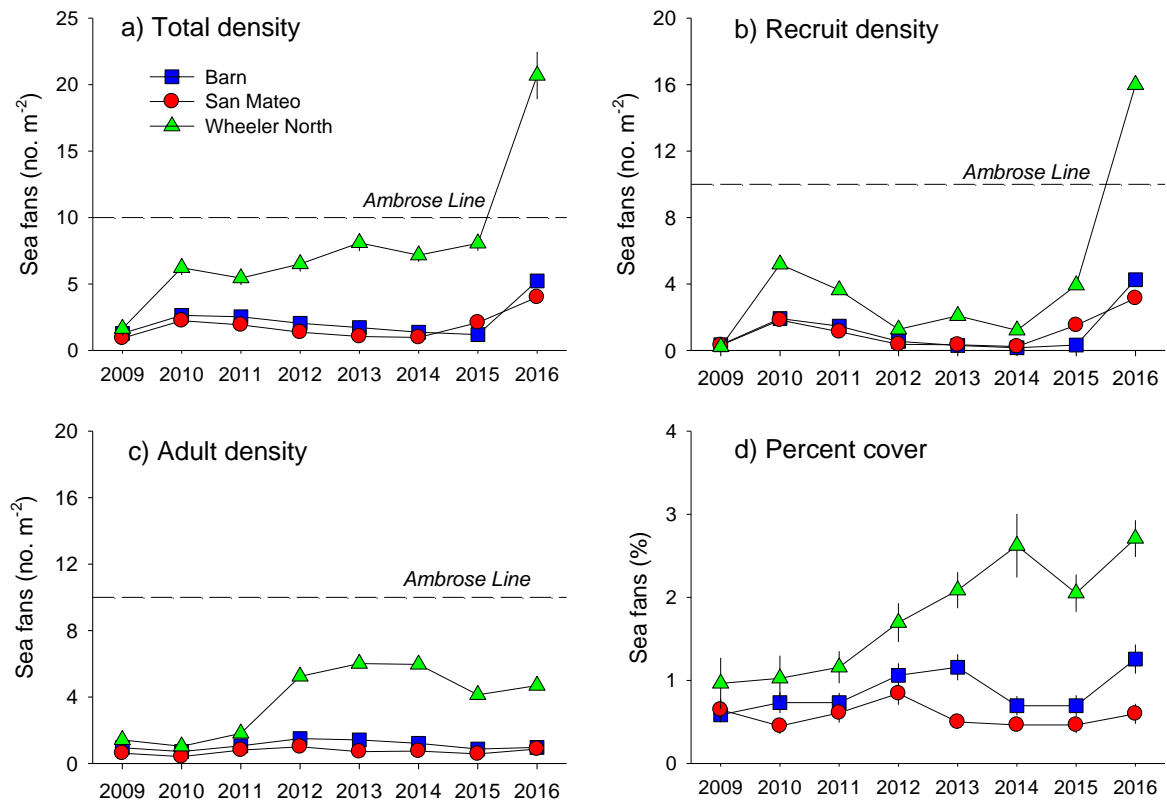 a) Total density
Barn
San Mateo
Wheeler North
Ambrose Line
Sea fans (no. m-2)
25
20
15
10
5
0
2009 2010 2011 2012 2013 2014 2015 2016
b) Recruit density
Ambrose Line
Sea fans (no. m-2)
20
16
12
8
4
0
2009 2010 2011 2012 2013 2014 2015 2016
c) Adult density
Ambrose Line
Sea fans (no. m-2)
20
16
12
8
4
0
2009 2010 2011 2012 2013 2014 2015 2016
d) Percent cover
Sea fans (%)
4
3
2
1
0
2009 2010 2011 2012 2013 2014 2015 2016